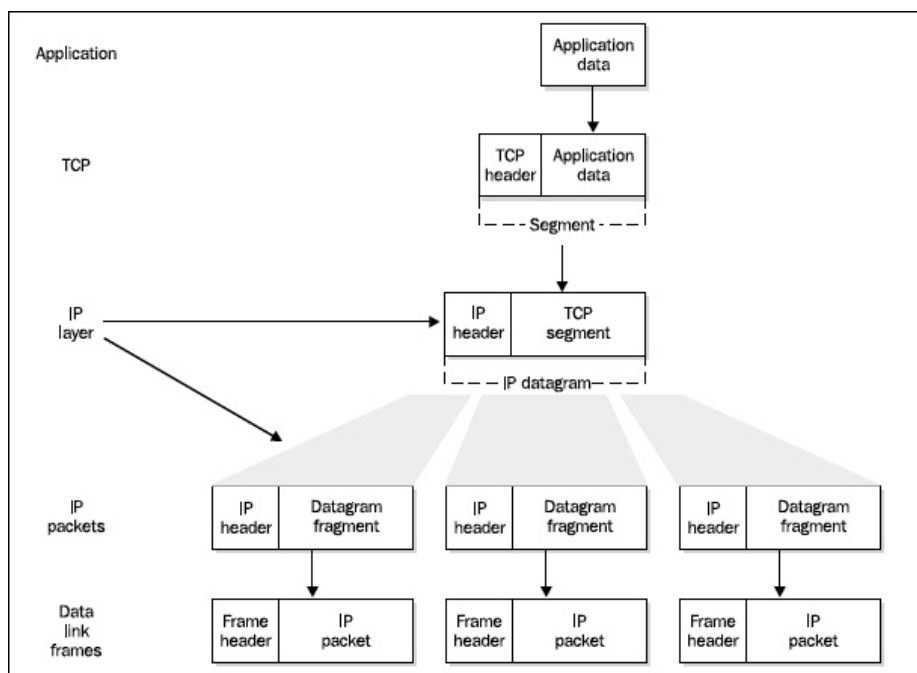 Application
Application
data
TCP
TCP
header
Application
data
Segment
IP
layer
IP
header
TCP
segment
IP datagram
IP
packets
IP
header
Datagram
fragment
IP
header
Datagram
fragment
IP
header
Datagram
fragment
Data
link
frames
Frame
header
IP
packet
Frame
header
IP
packet
Frame
header
IP
packet